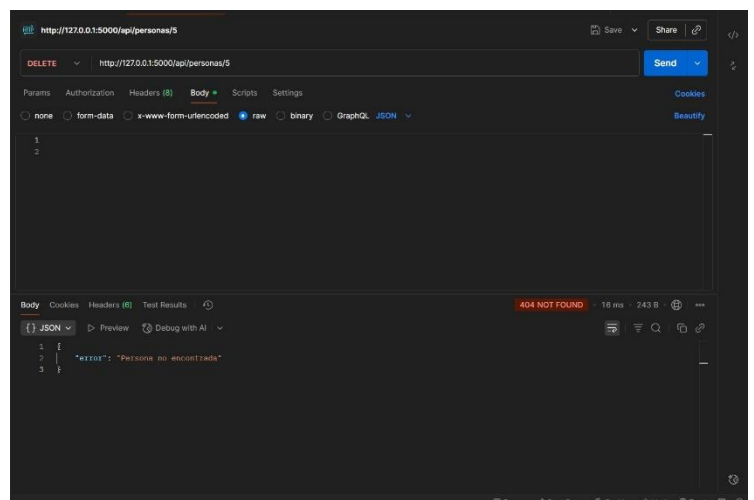 http://127.0.0.1:5000/api/personas/5
Save
Share
DELETE
http://127.0.0.1:5000/api/personas/5
Send
Params Authorization Headers (8) Body Scripts Settings
Cookies
none form-data x-www-form-urlencoded raw binary GraphQL JSON
Beautify
1
2
Body Cookies Headers (6) Test Results
404 NOT FOUND · 16 ms · 243 B
{} JSON Preview Debug with AI
1 {
2 "error": "Persona no encontrada"
3 }